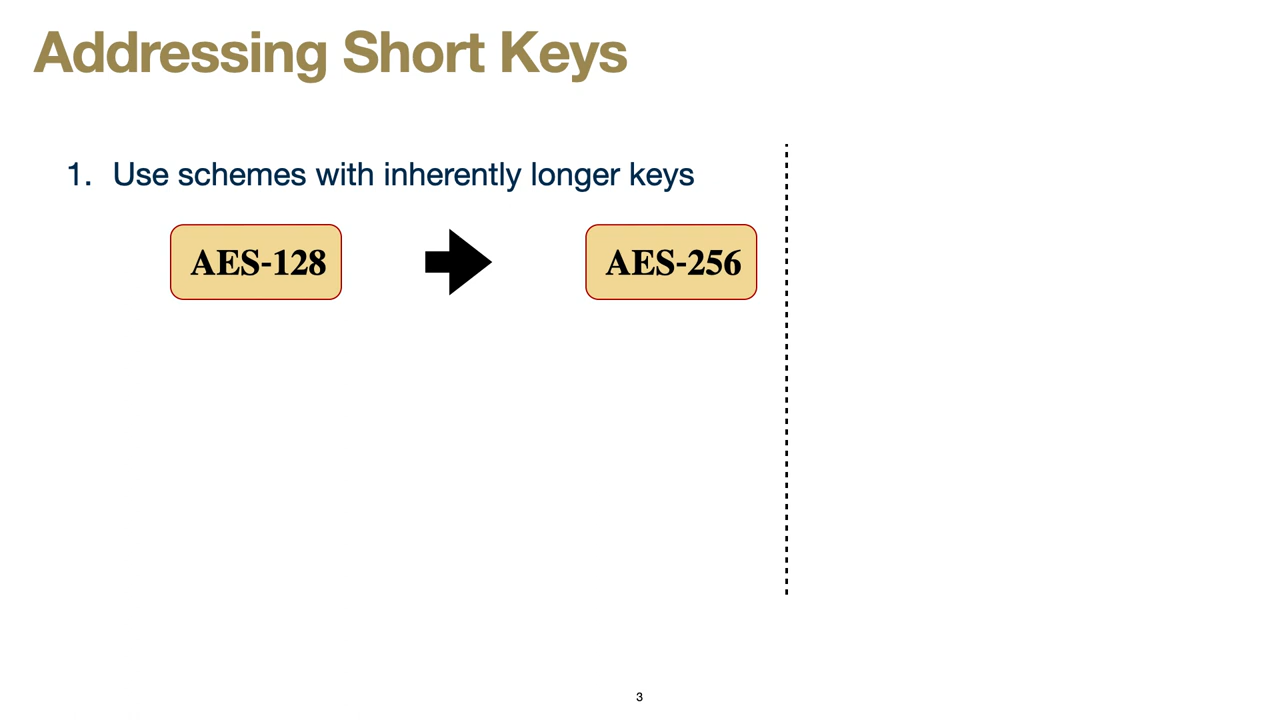 Addressing Short Keys
1. Use schemes with inherently longer keys
AES-128
AES-256
3